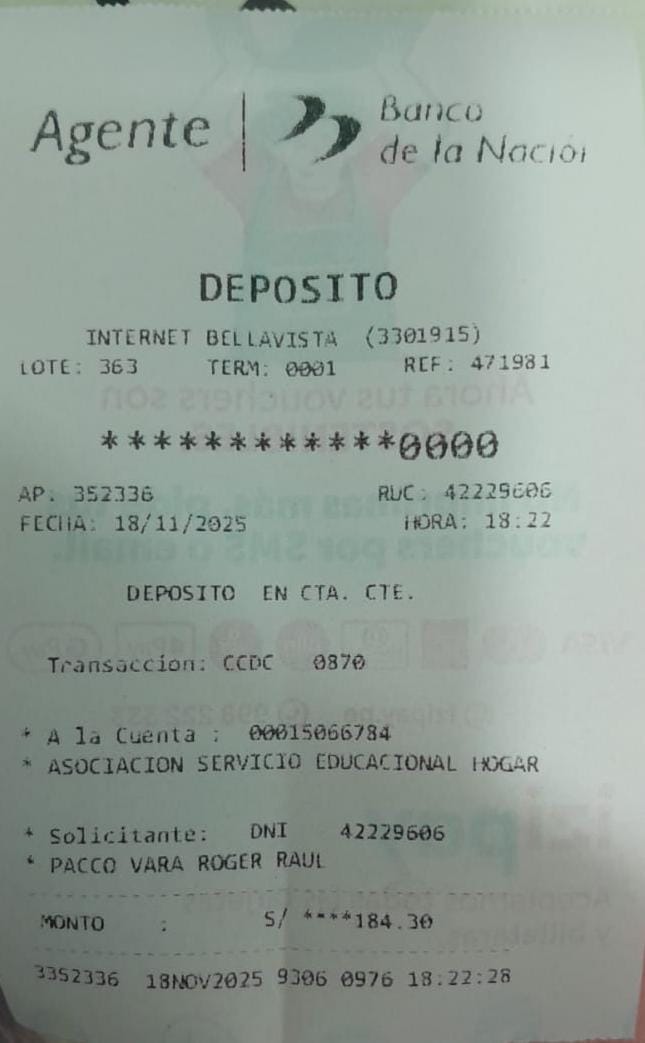 Agente | Banco
de la Nación
DEPOSITO
INTERNET BELLAVISTA (3301915)
LOTE: 363 TERM: 0001 REF: 471981
************0000
AP: 352336 RUC: 42229606
FECHA: 18/11/2025 HORA: 18:22
DEPOSITO EN CTA. CTE.
Transaccion: CCDC 0870
* A la Cuenta : 00015066784
* ASOCIACION SERVICIO EDUCACIONAL HOGAR
* Solicitante: DNI 42229606
* PACCO VARA ROGER RAUL
MONTO : S/ ****184.30
3352336 18NOV2025 9306 0976 18:22:28